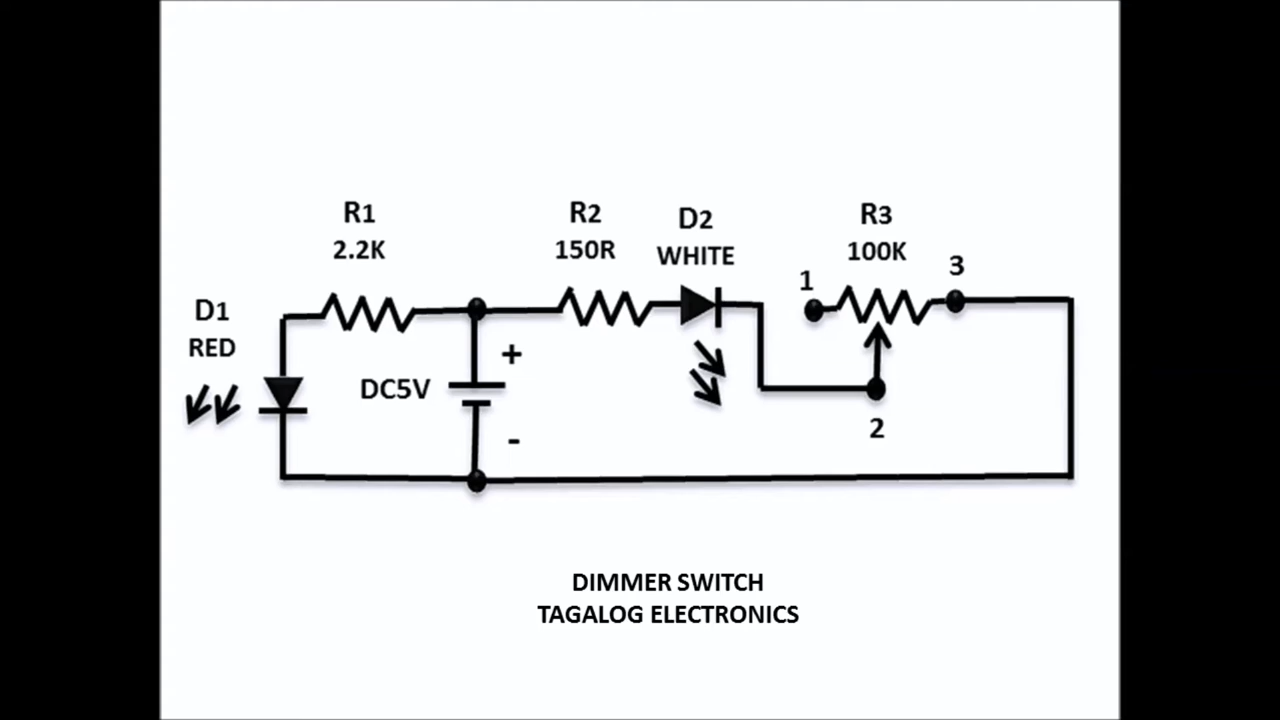 R1
2.2K
R2
150R
D2
WHITE
R3
100K
1
3
D1
RED
DC5V
+
-
2
DIMMER SWITCH
TAGALOG ELECTRONICS